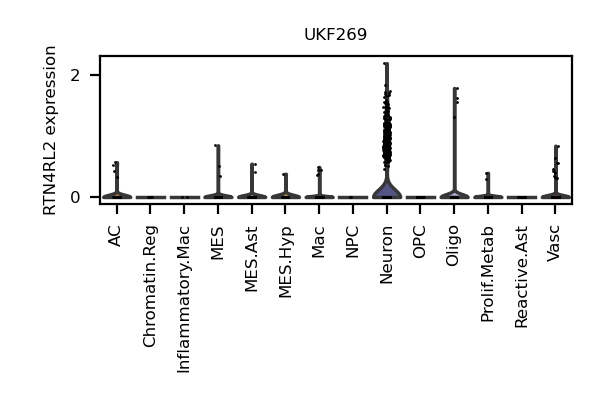 UKF269
RTN4RL2 expression
2
0
AC
Chromatin.Reg
Inflammatory.Mac
MES
MES.Ast
MES.Hyp
Mac
NPC
Neuron
OPC
Oligo
Prolif.Metab
Reactive.Ast
Vasc